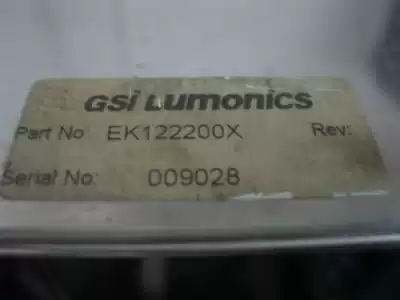 GSi Lumonics
Part No EK122200X Rev:
Serial No: 009028